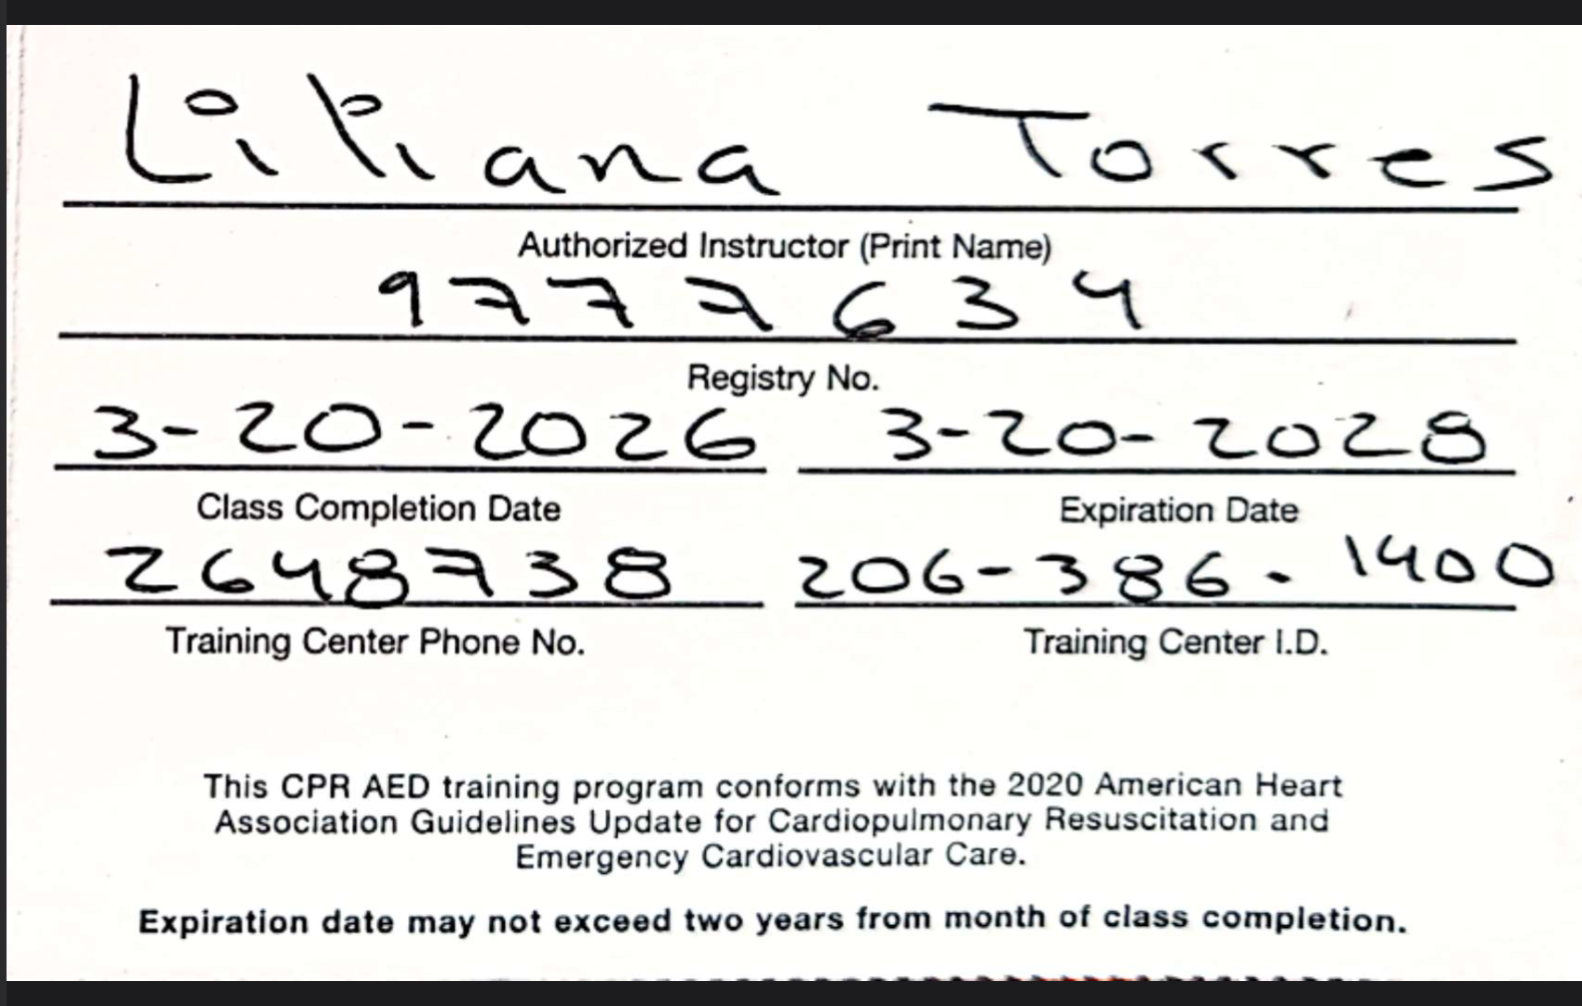 Liliana Torres
Authorized Instructor (Print Name)
9777634
Registry No.
3-20-2026 3-20-2028
Class Completion Date Expiration Date
2648738 206-386-1400
Training Center Phone No. Training Center I.D.
This CPR AED training program conforms with the 2020 American Heart
Association Guidelines Update for Cardiopulmonary Resuscitation and
Emergency Cardiovascular Care.
Expiration date may not exceed two years from month of class completion.